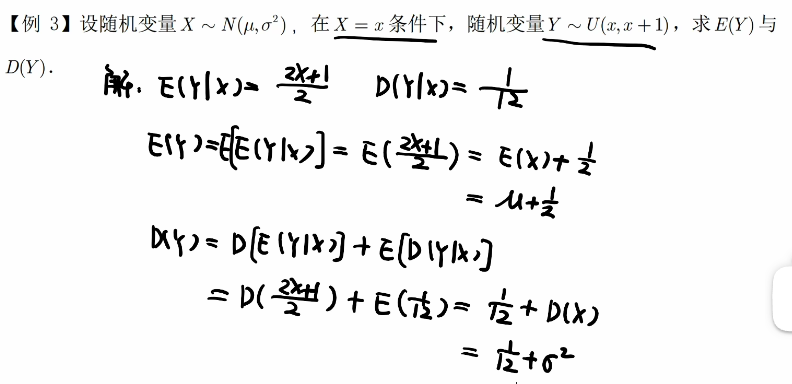 【例 3】设随机变量 X ~ N(μ,σ²)，在 X = x 条件下，随机变量 Y ~ U(x,x+1)，求 E(Y) 与
D(Y)．
解. E(Y|X)= (2X+1)/2 D(Y|X)= 1/12
E(Y)=E[E(Y|X)] = E((2X+1)/2) = E(X)+1/2
= μ+1/2
D(Y)= D[E(Y|X)]+E[D(Y|X)]
= D((2X+1)/2)+E(1/12)= 1/12+D(X)
= 1/12+σ²